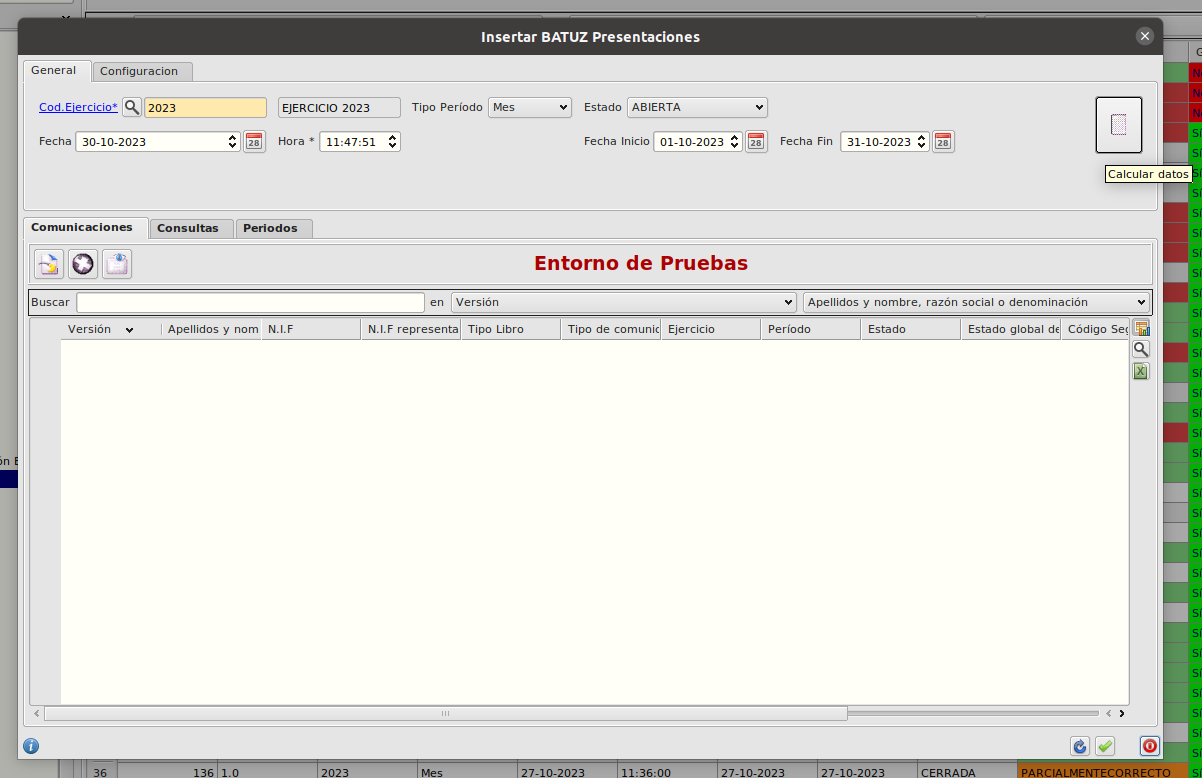 Insertar BATUZ Presentaciones
General Configuracion
Cod.Ejercicio* 2023 EJERCICIO 2023 Tipo Período Mes Estado ABIERTA
Fecha 30-10-2023 28 Hora * 11:47:51 Fecha Inicio 01-10-2023 28 Fecha Fin 31-10-2023 28
Calcular datos
Comunicaciones Consultas Periodos
Entorno de Pruebas
Buscar en Versión Apellidos y nombre, razón social o denominación
Versión Apellidos y nom N.I.F N.I.F representa Tipo Libro Tipo de comunic Ejercicio Período Estado Estado global de Código Seg
36 136 1.0 2023 Mes 27-10-2023 11:36:00 27-10-2023 27-10-2023 CERRADA PARCIALMENTECORRECTO